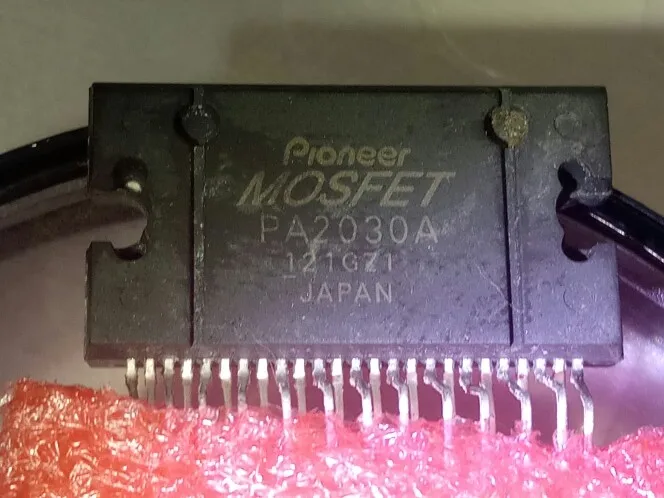 Pioneer
MOSFET
PA2030A
121GZ1
JAPAN